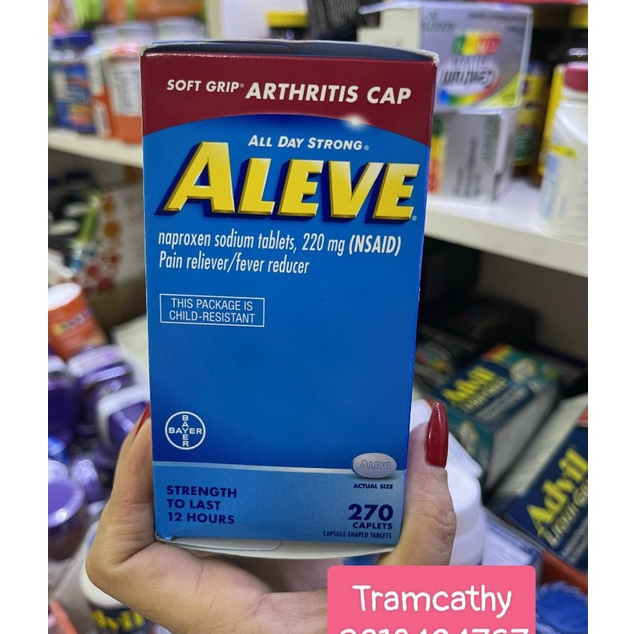 SOFT GRIP® ARTHRITIS CAP
ALL DAY STRONG®
ALEVE®
naproxen sodium tablets, 220 mg (NSAID)
Pain reliever/fever reducer
THIS PACKAGE IS
CHILD-RESISTANT
BAYER
BAYER
ALEVE
ACTUAL SIZE
STRENGTH
TO LAST
12 HOURS
270
CAPLETS
CAPSULE-SHAPED TABLETS
Advil
Advil
Tramcathy